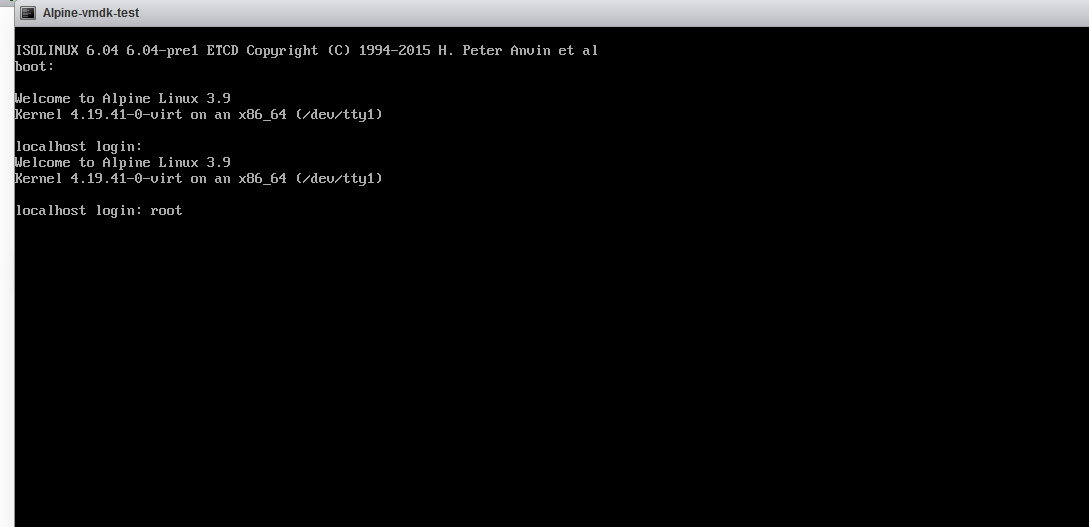 Alpine-vmdk-test
ISOLINUX 6.04 6.04-pre1 ETCD Copyright (C) 1994-2015 H. Peter Anvin et al
boot:
Welcome to Alpine Linux 3.9
Kernel 4.19.41-0-virt on an x86_64 (/dev/tty1)
localhost login:
Welcome to Alpine Linux 3.9
Kernel 4.19.41-0-virt on an x86_64 (/dev/tty1)
localhost login: root